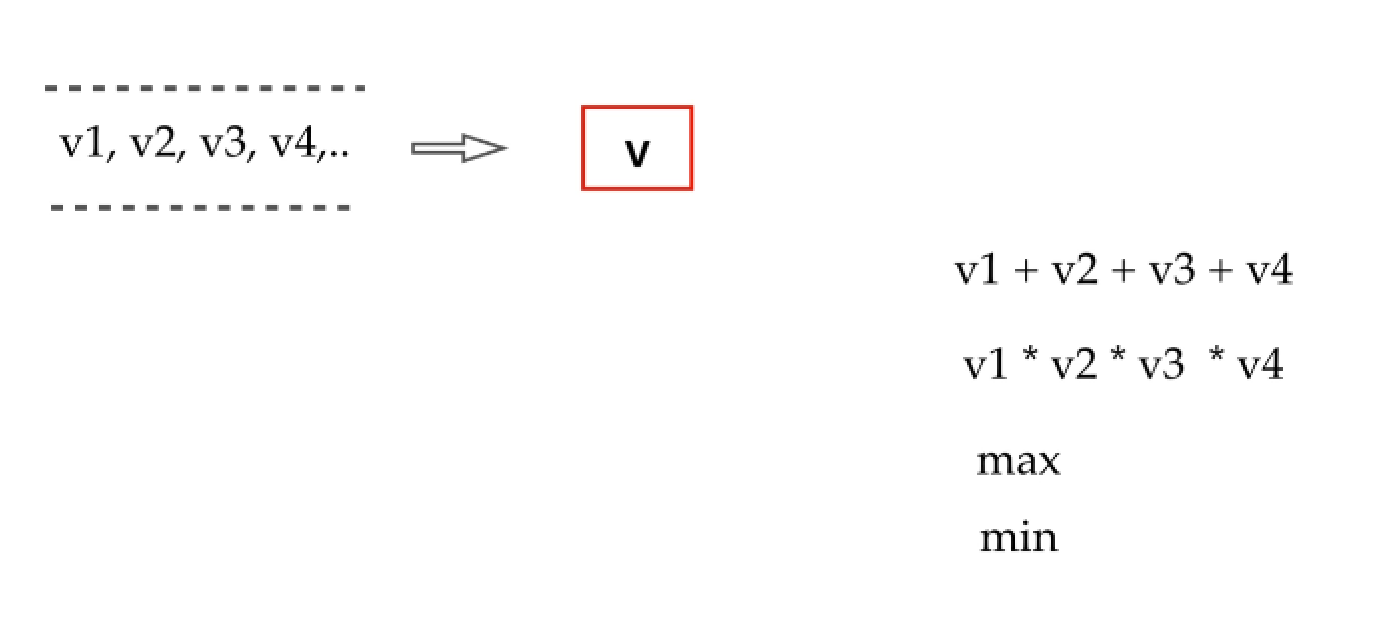 v1, v2, v3, v4,..
v
v1 + v2 + v3 + v4
v1 * v2 * v3 * v4
max
min